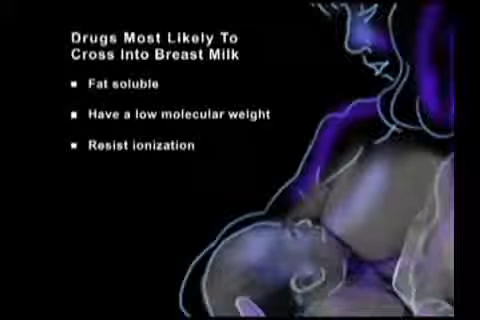 Drugs Most Likely To
Cross Into Breast Milk
Fat soluble
Have a low molecular weight
Resist ionization